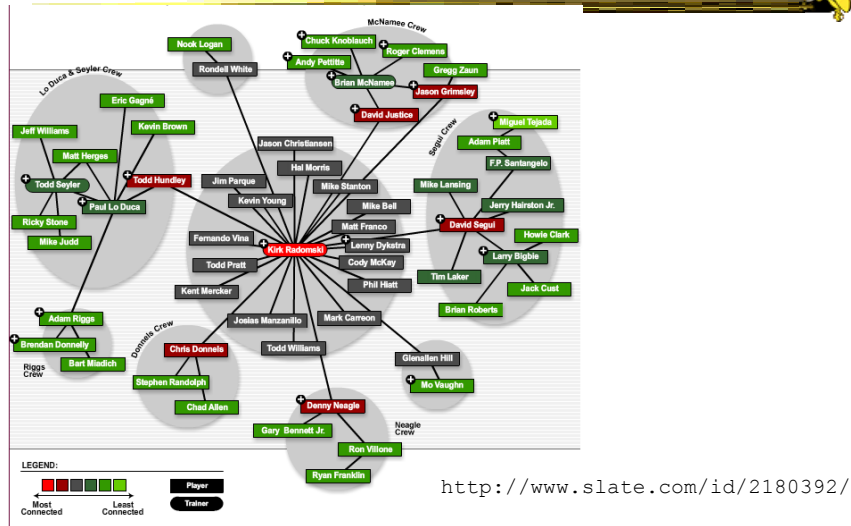 McNamee Crew
Nook Logan
Chuck Knoblauch
Roger Clemens
Andy Pettitte
Gregg Zaun
Rondell White
Brian McNamee
Jason Grimsley
Lo Duca & Seyler Crew
Eric Gagné
David Justice
Segui Crew
Miguel Tejada
Jeff Williams
Kevin Brown
Adam Piatt
Jason Christiansen
Matt Herges
F.P. Santangelo
Hal Morris
Todd Seyler
Todd Hundley
Jim Parque
Mike Stanton
Mike Lansing
Kevin Young
Paul Lo Duca
Mike Bell
Jerry Hairston Jr.
Ricky Stone
Matt Franco
David Segui
Howie Clark
Mike Judd
Fernando Vina
Kirk Radomski
Lenny Dykstra
Larry Bigbie
Todd Pratt
Cody McKay
Tim Laker
Phil Hiatt
Jack Cust
Kent Mercker
Brian Roberts
Adam Riggs
Josias Manzanillo
Mark Carreon
Donnels Crew
Brendan Donnelly
Chris Donnels
Todd Williams
Glenallen Hill
Bart Miadich
Riggs
Crew
Stephen Randolph
Mo Vaughn
Chad Allen
Denny Neagle
Gary Bennett Jr.
Neagle
Crew
Ron Villone
Ryan Franklin
LEGEND:
Player
Most
Connected
Least
Connected
Trainer
http://www.slate.com/id/2180392/